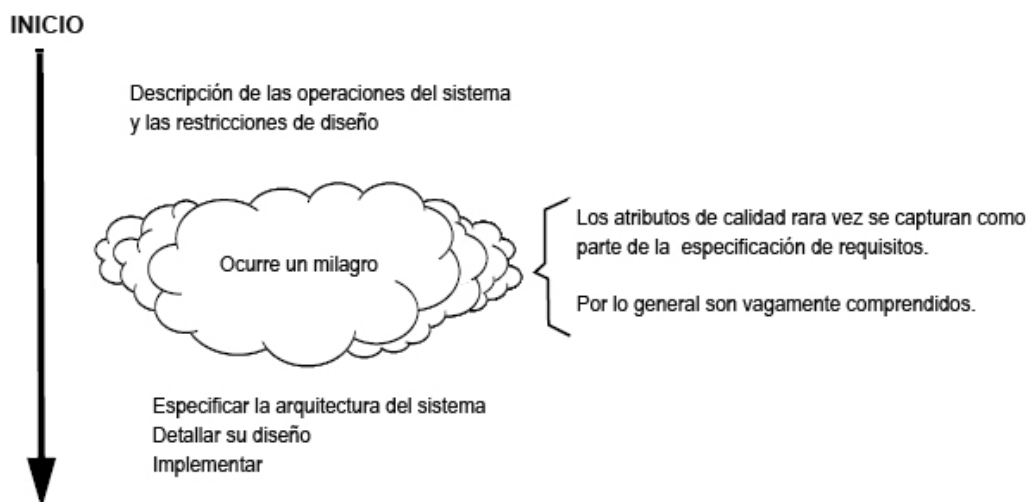 INICIO
Descripción de las operaciones del sistema
y las restricciones de diseño
Ocurre un milagro
Los atributos de calidad rara vez se capturan como
parte de la especificación de requisitos.
Por lo general son vagamente comprendidos.
Especificar la arquitectura del sistema
Detallar su diseño
Implementar